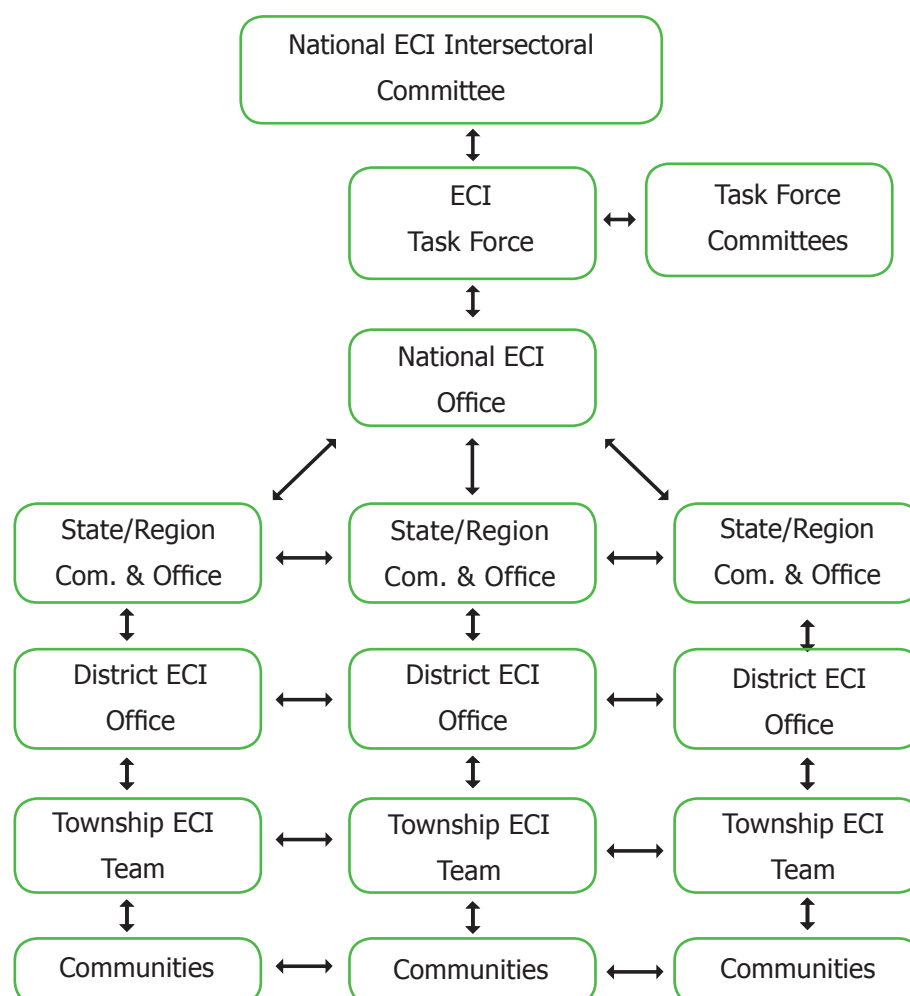 National ECI Intersectoral
Committee
ECI
Task Force
Task Force
Committees
National ECI
Office
State/Region
Com. & Office
State/Region
Com. & Office
State/Region
Com. & Office
District ECI
Office
District ECI
Office
District ECI
Office
Township ECI
Team
Township ECI
Team
Township ECI
Team
Communities
Communities
Communities